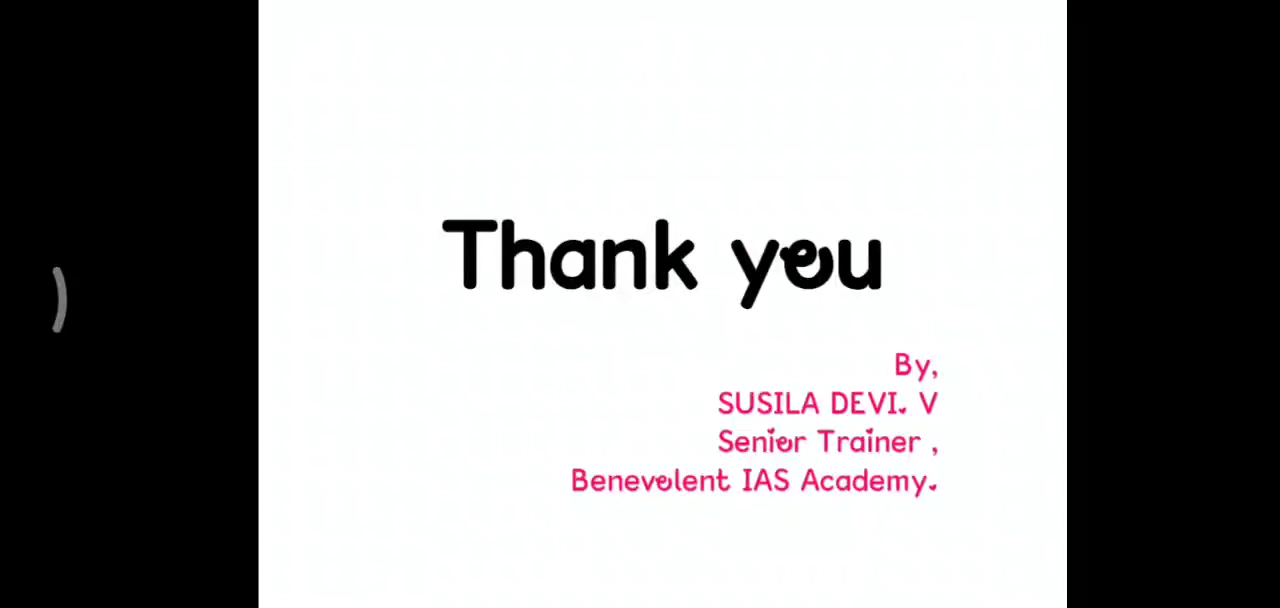 Thank you
By,
SUSILA DEVI. V
Senior Trainer ,
Benevolent IAS Academy.